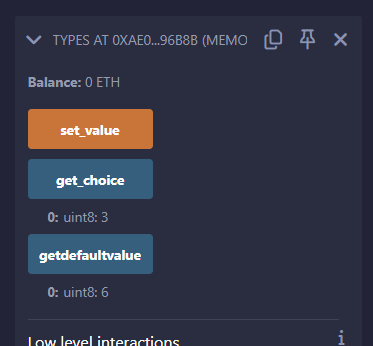 TYPES AT 0XAE0...96B8B (MEMO
Balance: 0 ETH
set_value
get_choice
0: uint8: 3
getdefaultvalue
0: uint8: 6
Low level interactions